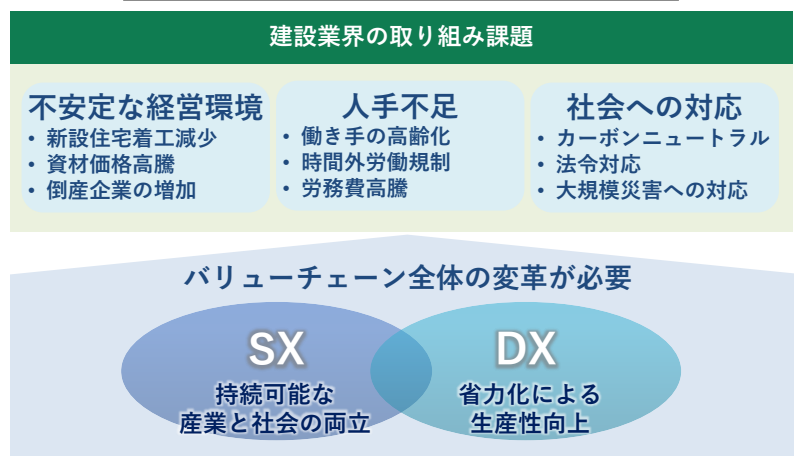 建設業界の取り組み課題
不安定な経営環境
• 新設住宅着工減少
• 資材価格高騰
• 倒産企業の増加
人手不足
• 働き手の高齢化
• 時間外労働規制
• 労務費高騰
社会への対応
• カーボンニュートラル
• 法令対応
• 大規模災害への対応
バリューチェーン全体の変革が必要
SX
持続可能な
産業と社会の両立
DX
省力化による
生産性向上